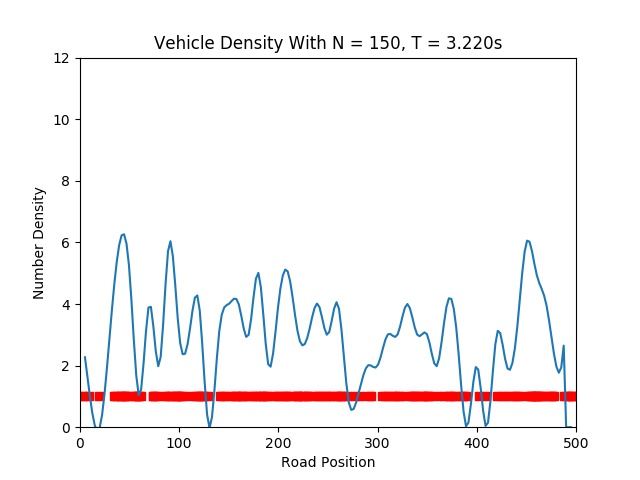 Vehicle Density With N = 150, T = 3.220s
12
10
8
6
4
2
0
Number Density
0 100 200 300 400 500
Road Position